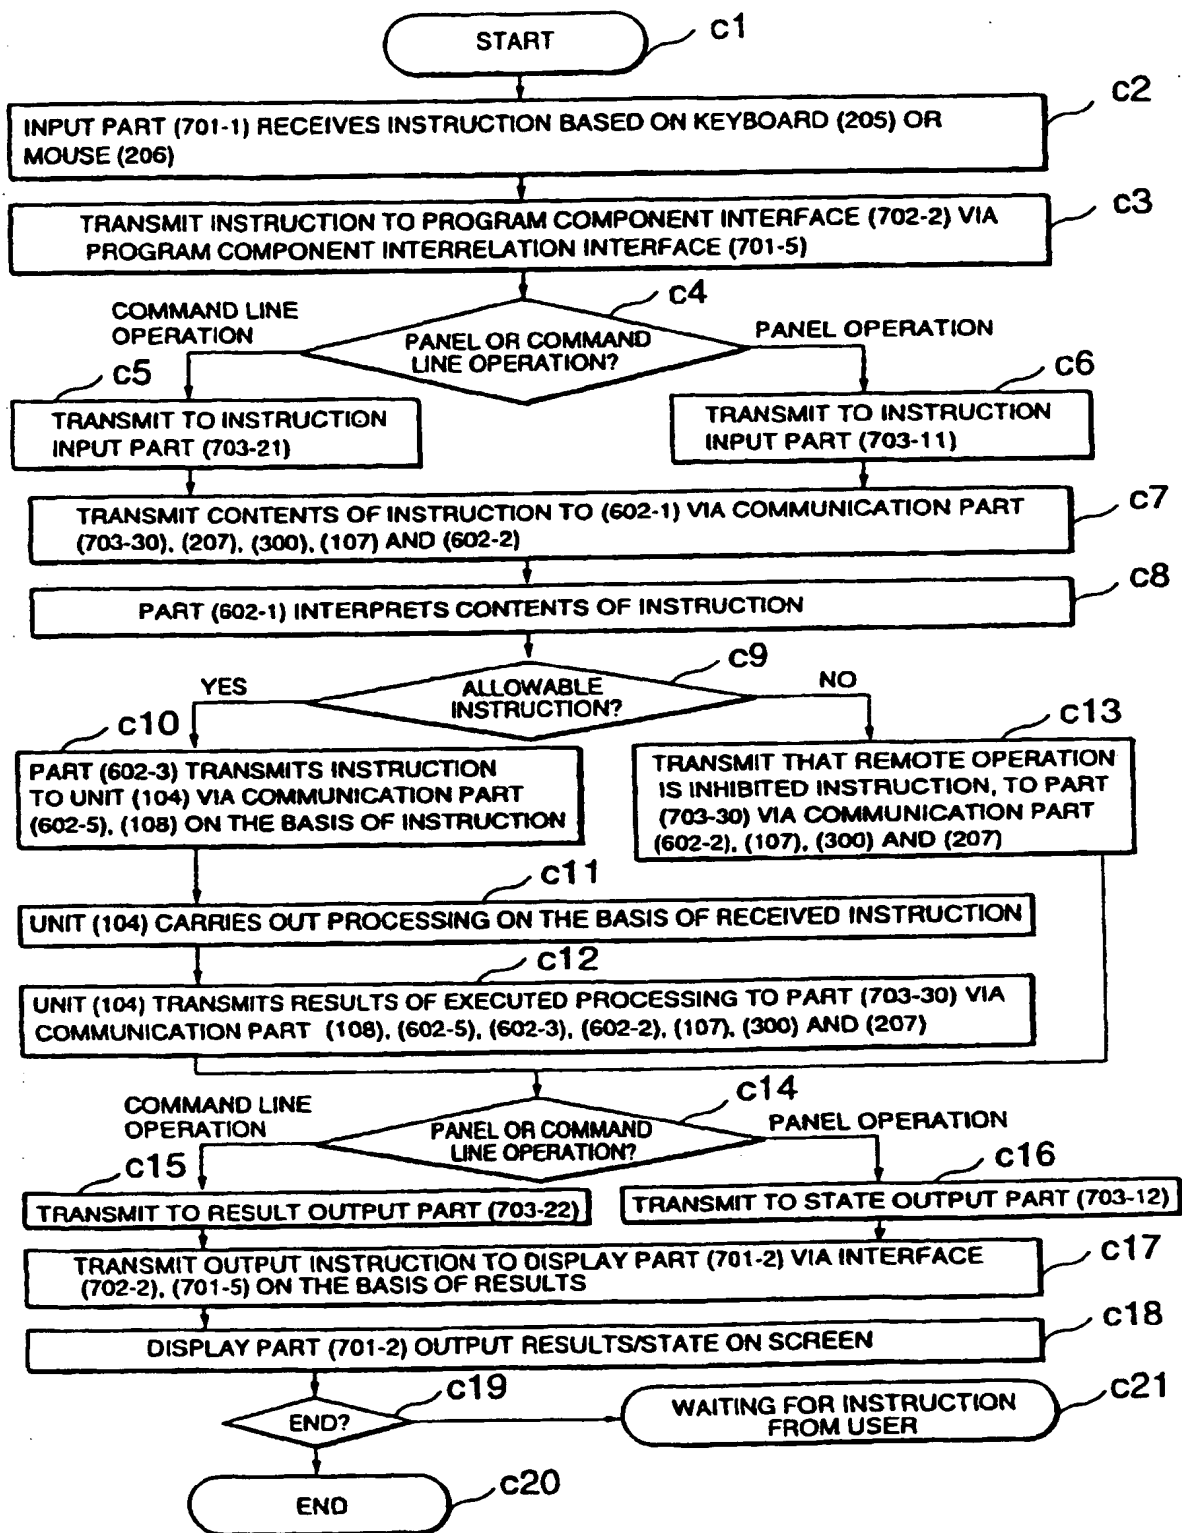 START
c1
c2
INPUT PART (701-1) RECEIVES INSTRUCTION BASED ON KEYBOARD (205) OR
MOUSE (206)
c3
TRANSMIT INSTRUCTION TO PROGRAM COMPONENT INTERFACE (702-2) VIA
PROGRAM COMPONENT INTERRELATION INTERFACE (701-5)
c4
COMMAND LINE
OPERATION
PANEL OPERATION
PANEL OR COMMAND
LINE OPERATION?
c5
c6
TRANSMIT TO INSTRUCTION
INPUT PART (703-21)
TRANSMIT TO INSTRUCTION
INPUT PART (703-11)
c7
TRANSMIT CONTENTS OF INSTRUCTION TO (602-1) VIA COMMUNICATION PART
(703-30), (207), (300), (107) AND (602-2)
c8
PART (602-1) INTERPRETS CONTENTS OF INSTRUCTION
c9
YES
NO
ALLOWABLE
INSTRUCTION?
c10
c13
PART (602-3) TRANSMITS INSTRUCTION
TO UNIT (104) VIA COMMUNICATION PART
(602-5), (108) ON THE BASIS OF INSTRUCTION
TRANSMIT THAT REMOTE OPERATION
IS INHIBITED INSTRUCTION, TO PART
(703-30) VIA COMMUNICATION PART
(602-2), (107), (300) AND (207)
c11
UNIT (104) CARRIES OUT PROCESSING ON THE BASIS OF RECEIVED INSTRUCTION
c12
UNIT (104) TRANSMITS RESULTS OF EXECUTED PROCESSING TO PART (703-30) VIA
COMMUNICATION PART (108), (602-5), (602-3), (602-2), (107), (300) AND (207)
c14
COMMAND LINE
OPERATION
PANEL OPERATION
PANEL OR COMMAND
LINE OPERATION?
c15
c16
TRANSMIT TO RESULT OUTPUT PART (703-22)
TRANSMIT TO STATE OUTPUT PART (703-12)
c17
TRANSMIT OUTPUT INSTRUCTION TO DISPLAY PART (701-2) VIA INTERFACE
(702-2), (701-5) ON THE BASIS OF RESULTS
c18
DISPLAY PART (701-2) OUTPUT RESULTS/STATE ON SCREEN
c19
c21
END?
WAITING FOR INSTRUCTION
FROM USER
c20
END